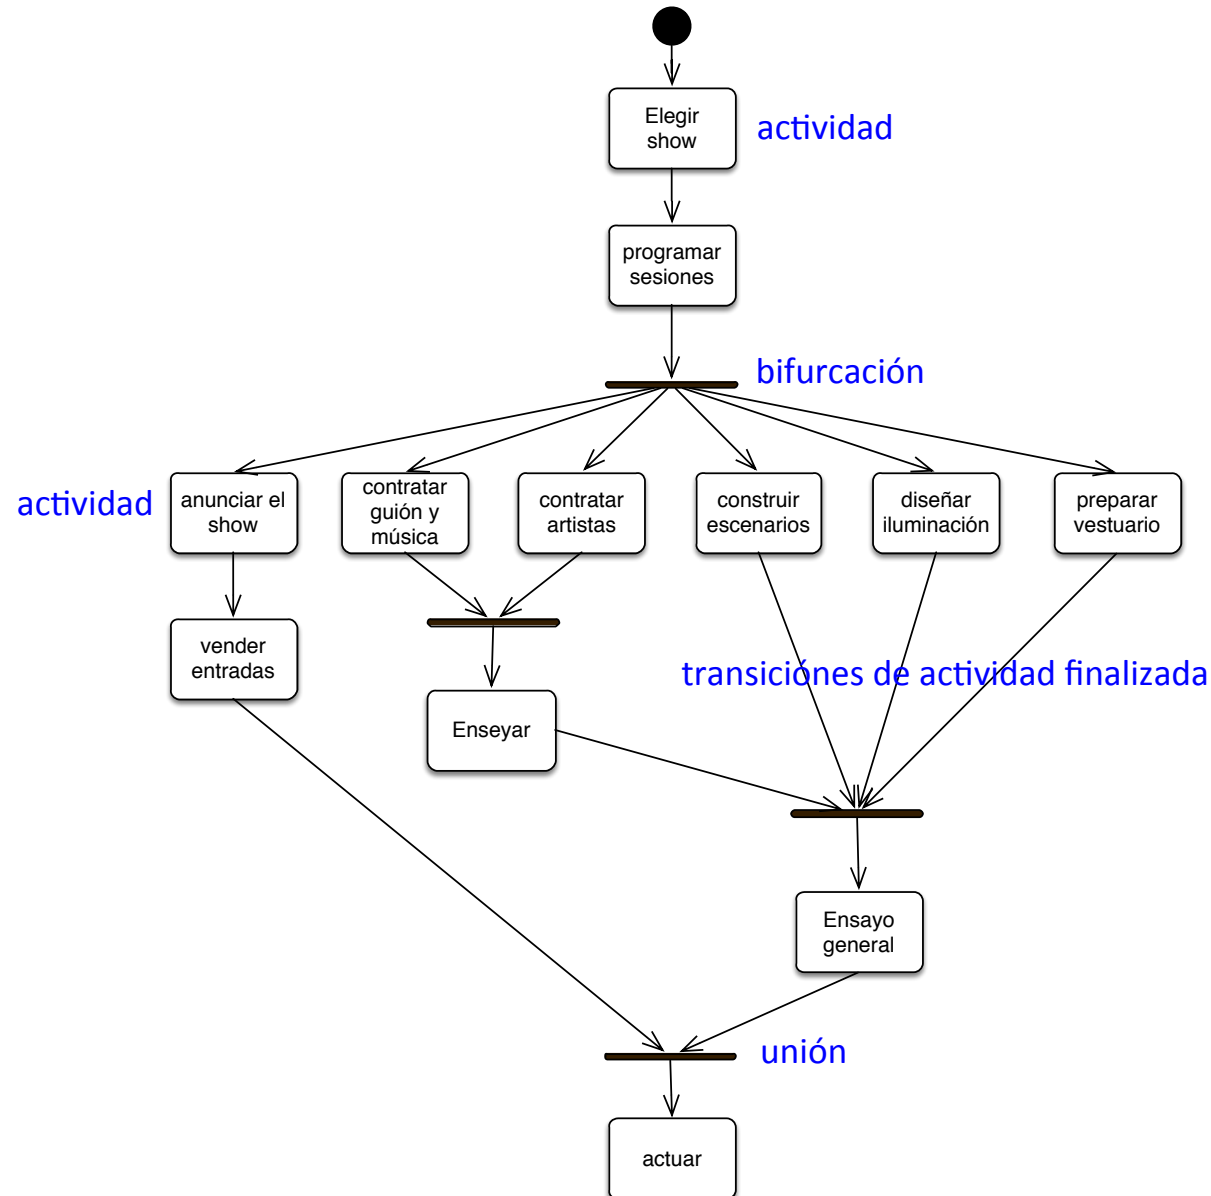 Elegir
show
actividad
programar
sesiones
bifurcación
actividad
anunciar el
show
contratar
guión y
música
contratar
artistas
construir
escenarios
diseñar
iluminación
preparar
vestuario
vender
entradas
transiciónes de actividad finalizada
Enseyar
Ensayo
general
unión
actuar